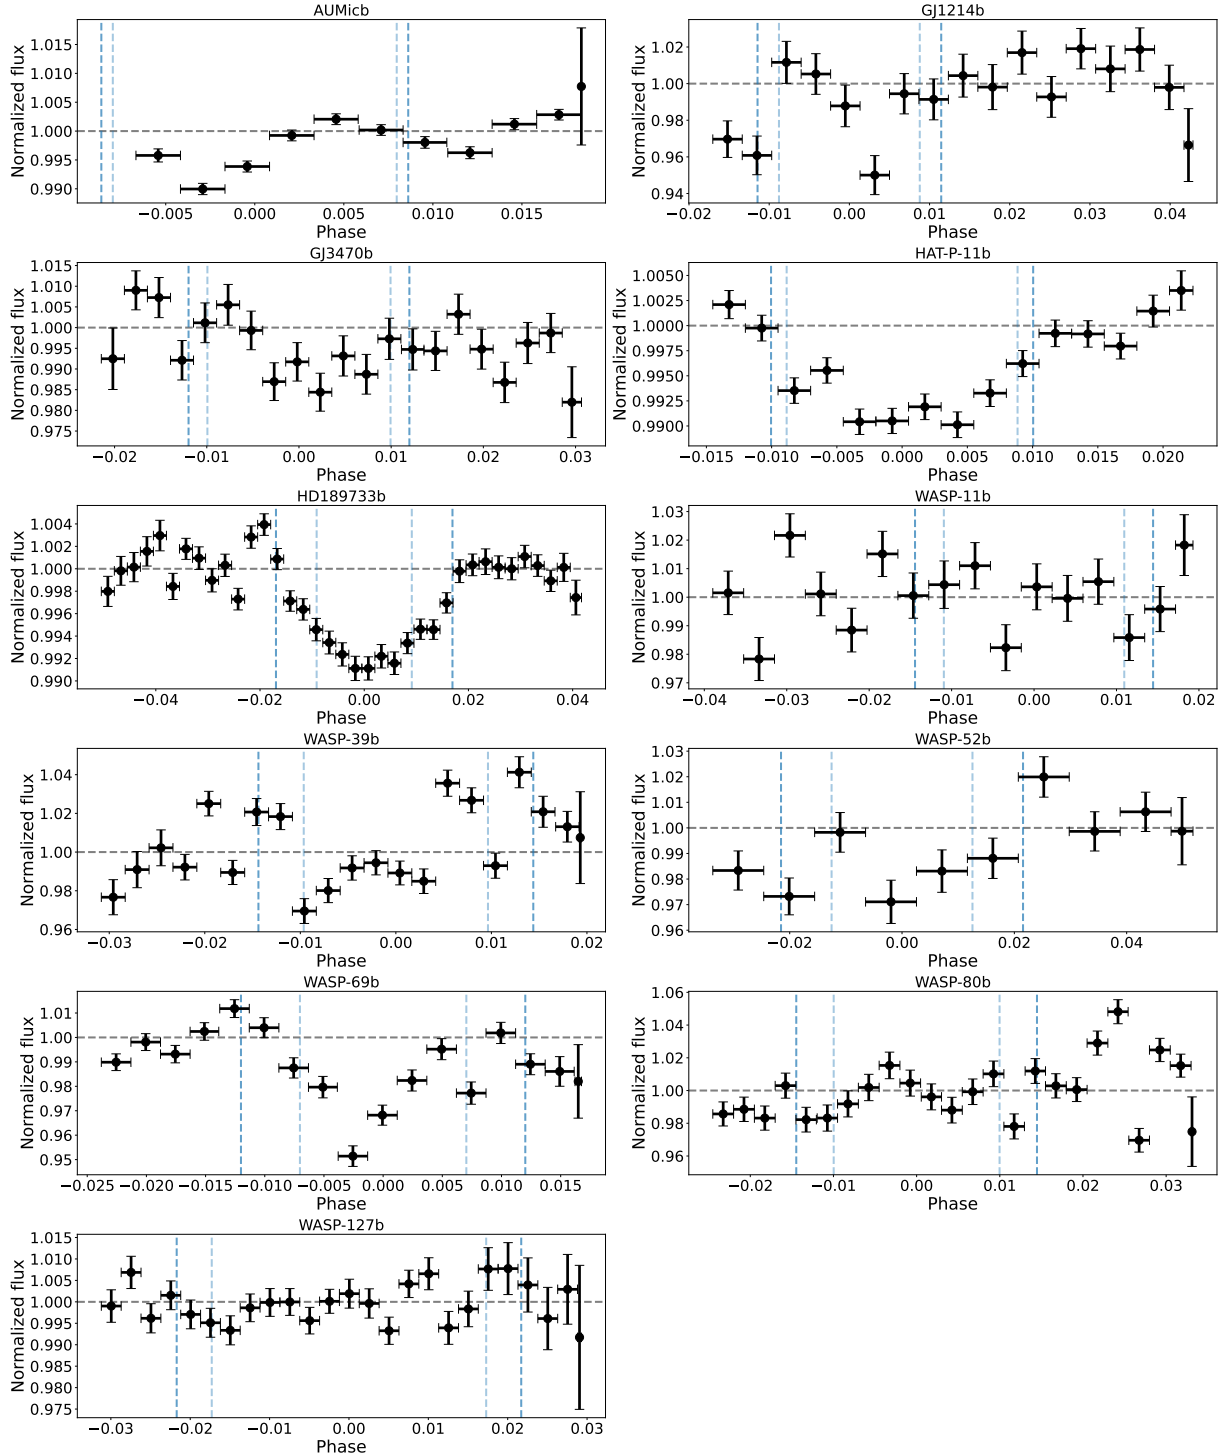 AUMicb
Normalized flux
1.015
1.010
1.005
1.000
0.995
0.990
−0.005 0.000 0.005 0.010 0.015
Phase
GJ1214b
Normalized flux
1.02
1.00
0.98
0.96
0.94
−0.02 −0.01 0.00 0.01 0.02 0.03 0.04
Phase
GJ3470b
Normalized flux
1.015
1.010
1.005
1.000
0.995
0.990
0.985
0.980
0.975
−0.02 −0.01 0.00 0.01 0.02 0.03
Phase
HAT-P-11b
Normalized flux
1.0050
1.0025
1.0000
0.9975
0.9950
0.9925
0.9900
−0.015 −0.010 −0.005 0.000 0.005 0.010 0.015 0.020
Phase
HD189733b
Normalized flux
1.004
1.002
1.000
0.998
0.996
0.994
0.992
0.990
−0.04 −0.02 0.00 0.02 0.04
Phase
WASP-11b
Normalized flux
1.03
1.02
1.01
1.00
0.99
0.98
0.97
−0.04 −0.03 −0.02 −0.01 0.00 0.01 0.02
Phase
WASP-39b
Normalized flux
1.04
1.02
1.00
0.98
0.96
−0.03 −0.02 −0.01 0.00 0.01 0.02
Phase
WASP-52b
Normalized flux
1.03
1.02
1.01
1.00
0.99
0.98
0.97
0.96
−0.02 0.00 0.02 0.04
Phase
WASP-69b
Normalized flux
1.01
1.00
0.99
0.98
0.97
0.96
0.95
−0.025 −0.020 −0.015 −0.010 −0.005 0.000 0.005 0.010 0.015
Phase
WASP-80b
Normalized flux
1.06
1.04
1.02
1.00
0.98
0.96
−0.02 −0.01 0.00 0.01 0.02 0.03
Phase
WASP-127b
Normalized flux
1.015
1.010
1.005
1.000
0.995
0.990
0.985
0.980
0.975
−0.03 −0.02 −0.01 0.00 0.01 0.02 0.03
Phase